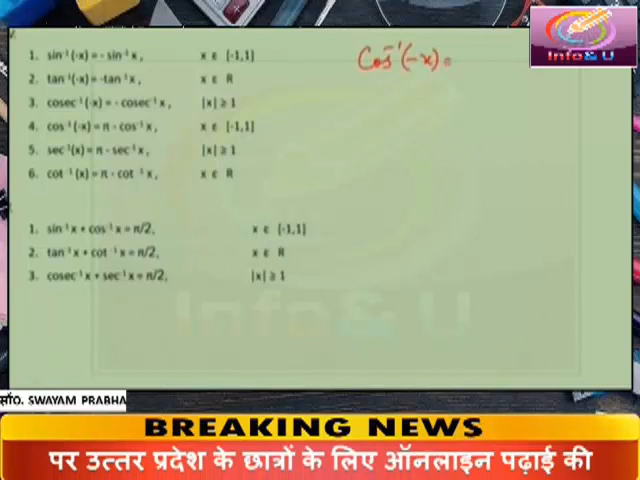 1. sin⁻¹(-x) = - sin⁻¹x, x ε [-1,1]
2. tan⁻¹(-x) = -tan⁻¹x, x ε R
3. cosec⁻¹(-x) = - cosec⁻¹x, |x| ≥ 1
4. cos⁻¹(-x) = π - cos⁻¹x, x ε [-1,1]
5. sec⁻¹(x) = π - sec⁻¹x, |x| ≥ 1
6. cot⁻¹(x) = π - cot⁻¹x, x ε R
Cos⁻¹(-x) =
Info& U
1. sin⁻¹x + cos⁻¹x = π/2, x ε [-1,1]
2. tan⁻¹x + cot⁻¹x = π/2, x ε R
3. cosec⁻¹x + sec⁻¹x = π/2, |x| ≥ 1
Info& U
सौ0. SWAYAM PRABHA
BREAKING NEWS
पर उत्तर प्रदेश के छात्रों के लिए ऑनलाइन पढ़ाई की